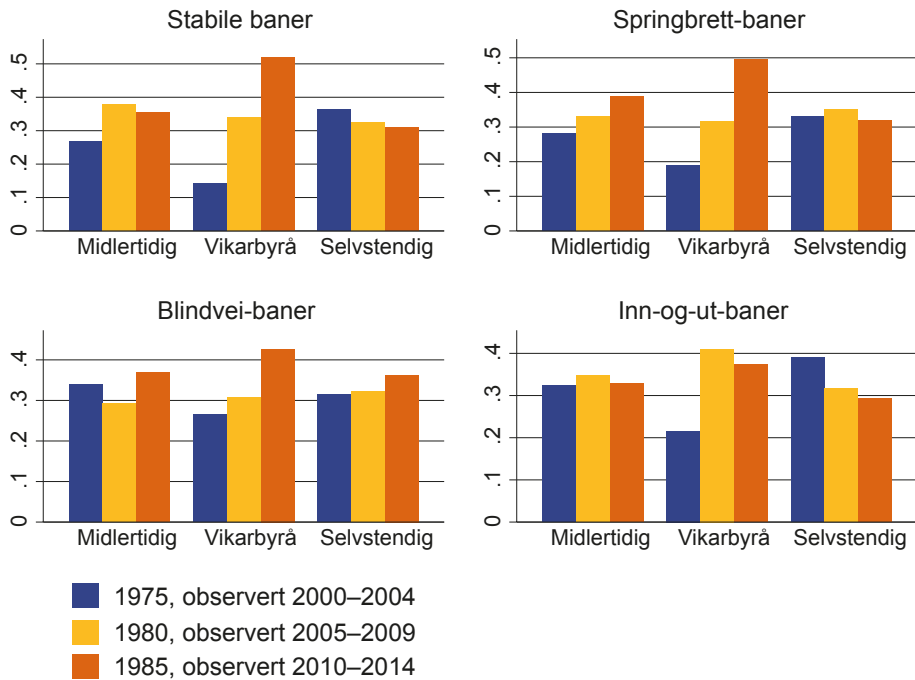 Stabile baner
.5
.4
.3
.2
.1
0
Midlertidig Vikarbyrå Selvstendig
Springbrett-baner
.5
.4
.3
.2
.1
0
Midlertidig Vikarbyrå Selvstendig
Blindvei-baner
.4
.3
.2
.1
0
Midlertidig Vikarbyrå Selvstendig
Inn-og-ut-baner
.4
.3
.2
.1
0
Midlertidig Vikarbyrå Selvstendig
1975, observert 2000–2004
1980, observert 2005–2009
1985, observert 2010–2014